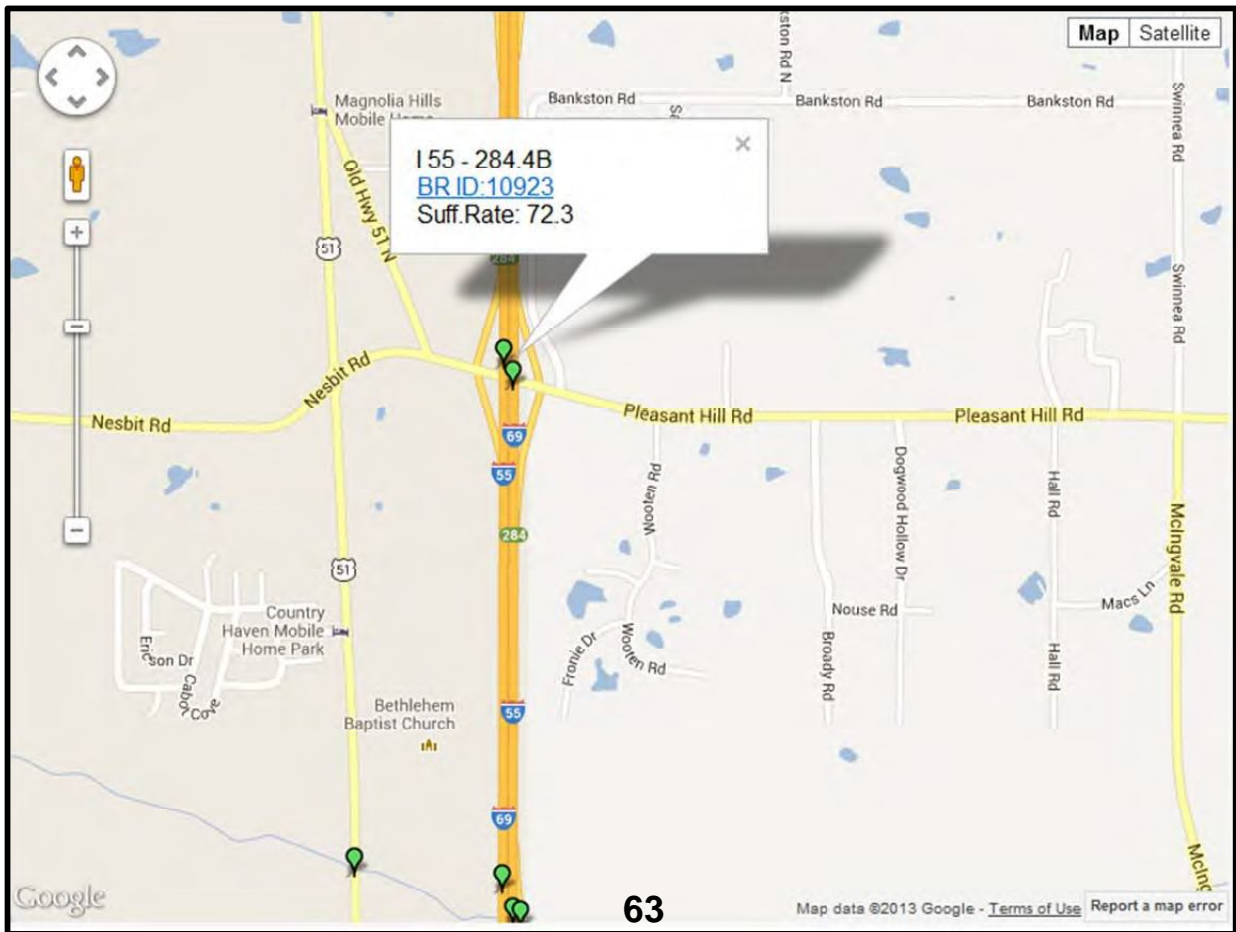 Map Satellite
ston Rd N
Swinnea Rd
Bankston Rd
Bankston Rd
Bankston Rd
Magnolia Hills
Mobile Home
I 55 - 284.4B
BR ID:10923
Suff.Rate: 72.3
Old Hwy 51 N
51
284
Swinnea Rd
Nesbit Rd
Nesbit Rd
Pleasant Hill Rd
Pleasant Hill Rd
69
55
Wooten Rd
Dogwood Hollow Dr
Hall Rd
McIngvale Rd
284
51
Country
Haven Mobile
Home Park
Nouse Rd
Macs Ln
Ericson Dr
Cabot Cove
Fronie Dr
Wooten Rd
Broady Rd
Hall Rd
Bethlehem
Baptist Church
55
69
McIng
Google
63
Map data ©2013 Google - Terms of Use
Report a map error